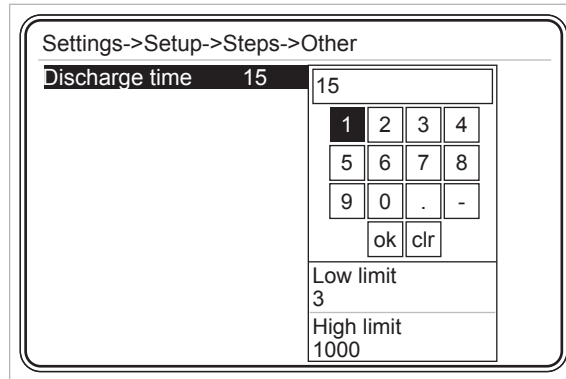 Settings->Setup->Steps->Other
Discharge time 15
15
1 2 3 4
5 6 7 8
9 0 . -
ok clr
Low limit
3
High limit
1000